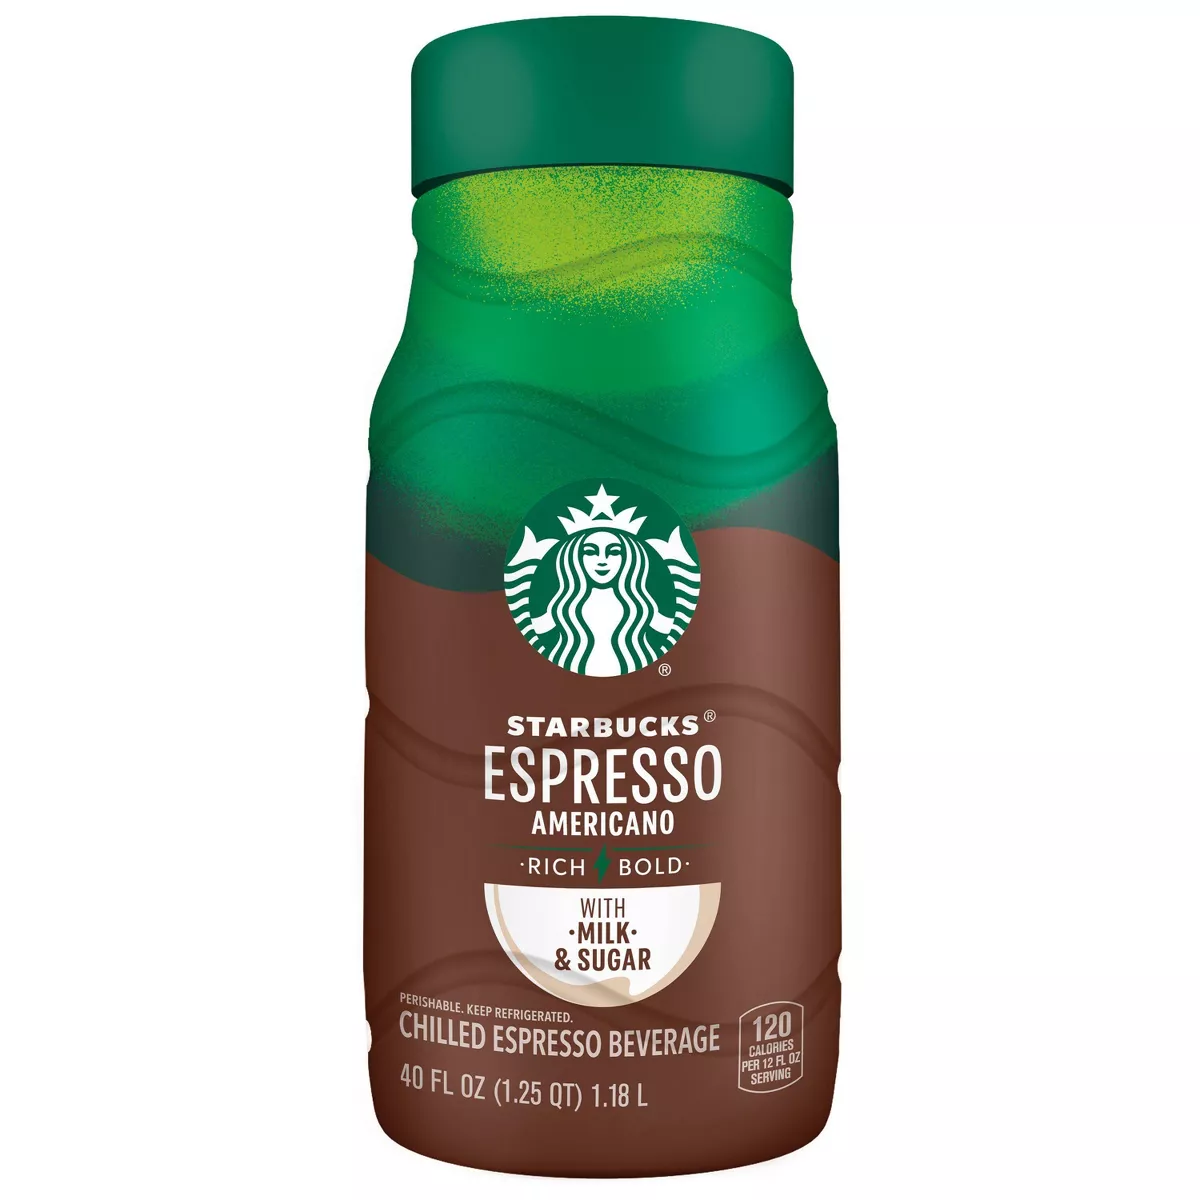 ®
STARBUCKS®
ESPRESSO
AMERICANO
·RICH BOLD·
WITH
·MILK·
& SUGAR
PERISHABLE. KEEP REFRIGERATED.
CHILLED ESPRESSO BEVERAGE
40 FL OZ (1.25 QT) 1.18 L
120
CALORIES
PER 12 FL OZ
SERVING